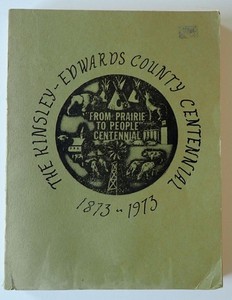 THE KINSLEY-EDWARDS COUNTY CENTENNIAL
FROM PRAIRIE
TO PEOPLE
CENTENNIAL
1873--1973